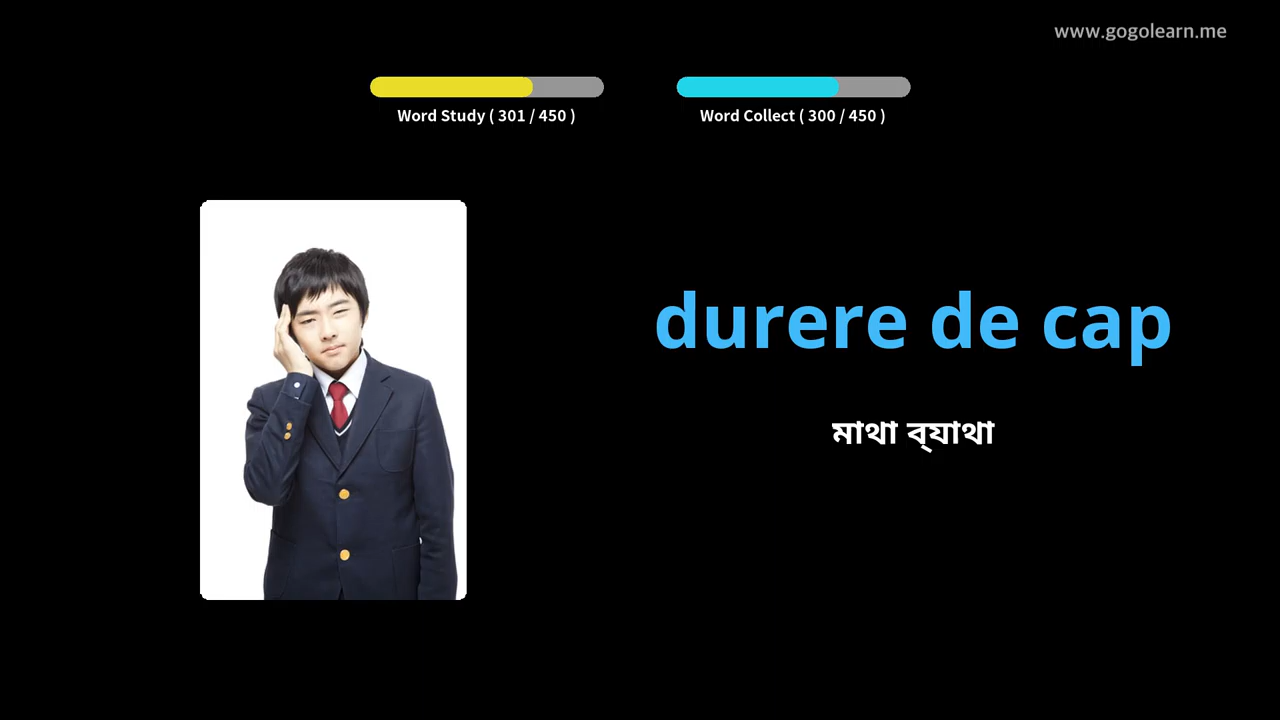 www.gogolearn.me
Word Study ( 301 / 450 )
Word Collect ( 300 / 450 )
durere de cap
মাথা ব্যাথা